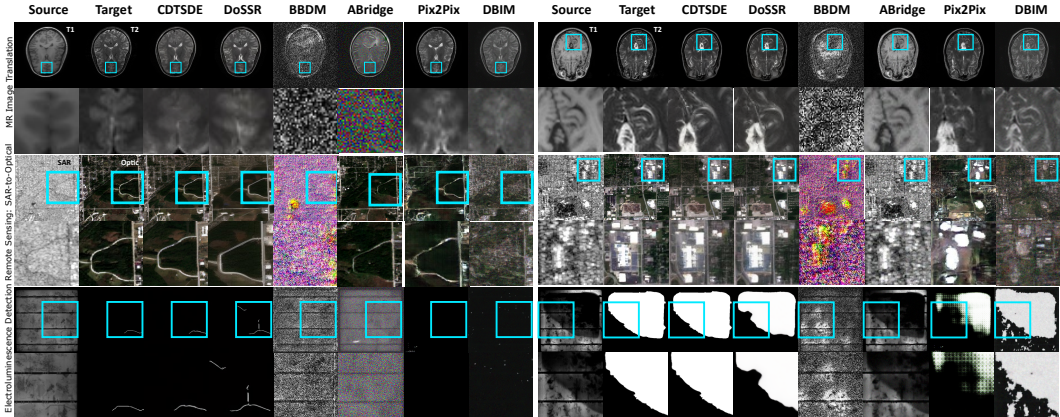 Source Target CDTSDE DoSSR BBDM ABridge Pix2Pix DBIM Source Target CDTSDE DoSSR BBDM ABridge Pix2Pix DBIM
MR Image Translation
T1 T2 T1 T2
Remote Sensing: SAR-to-Optical
SAR Optic
Electroluminescence Detection